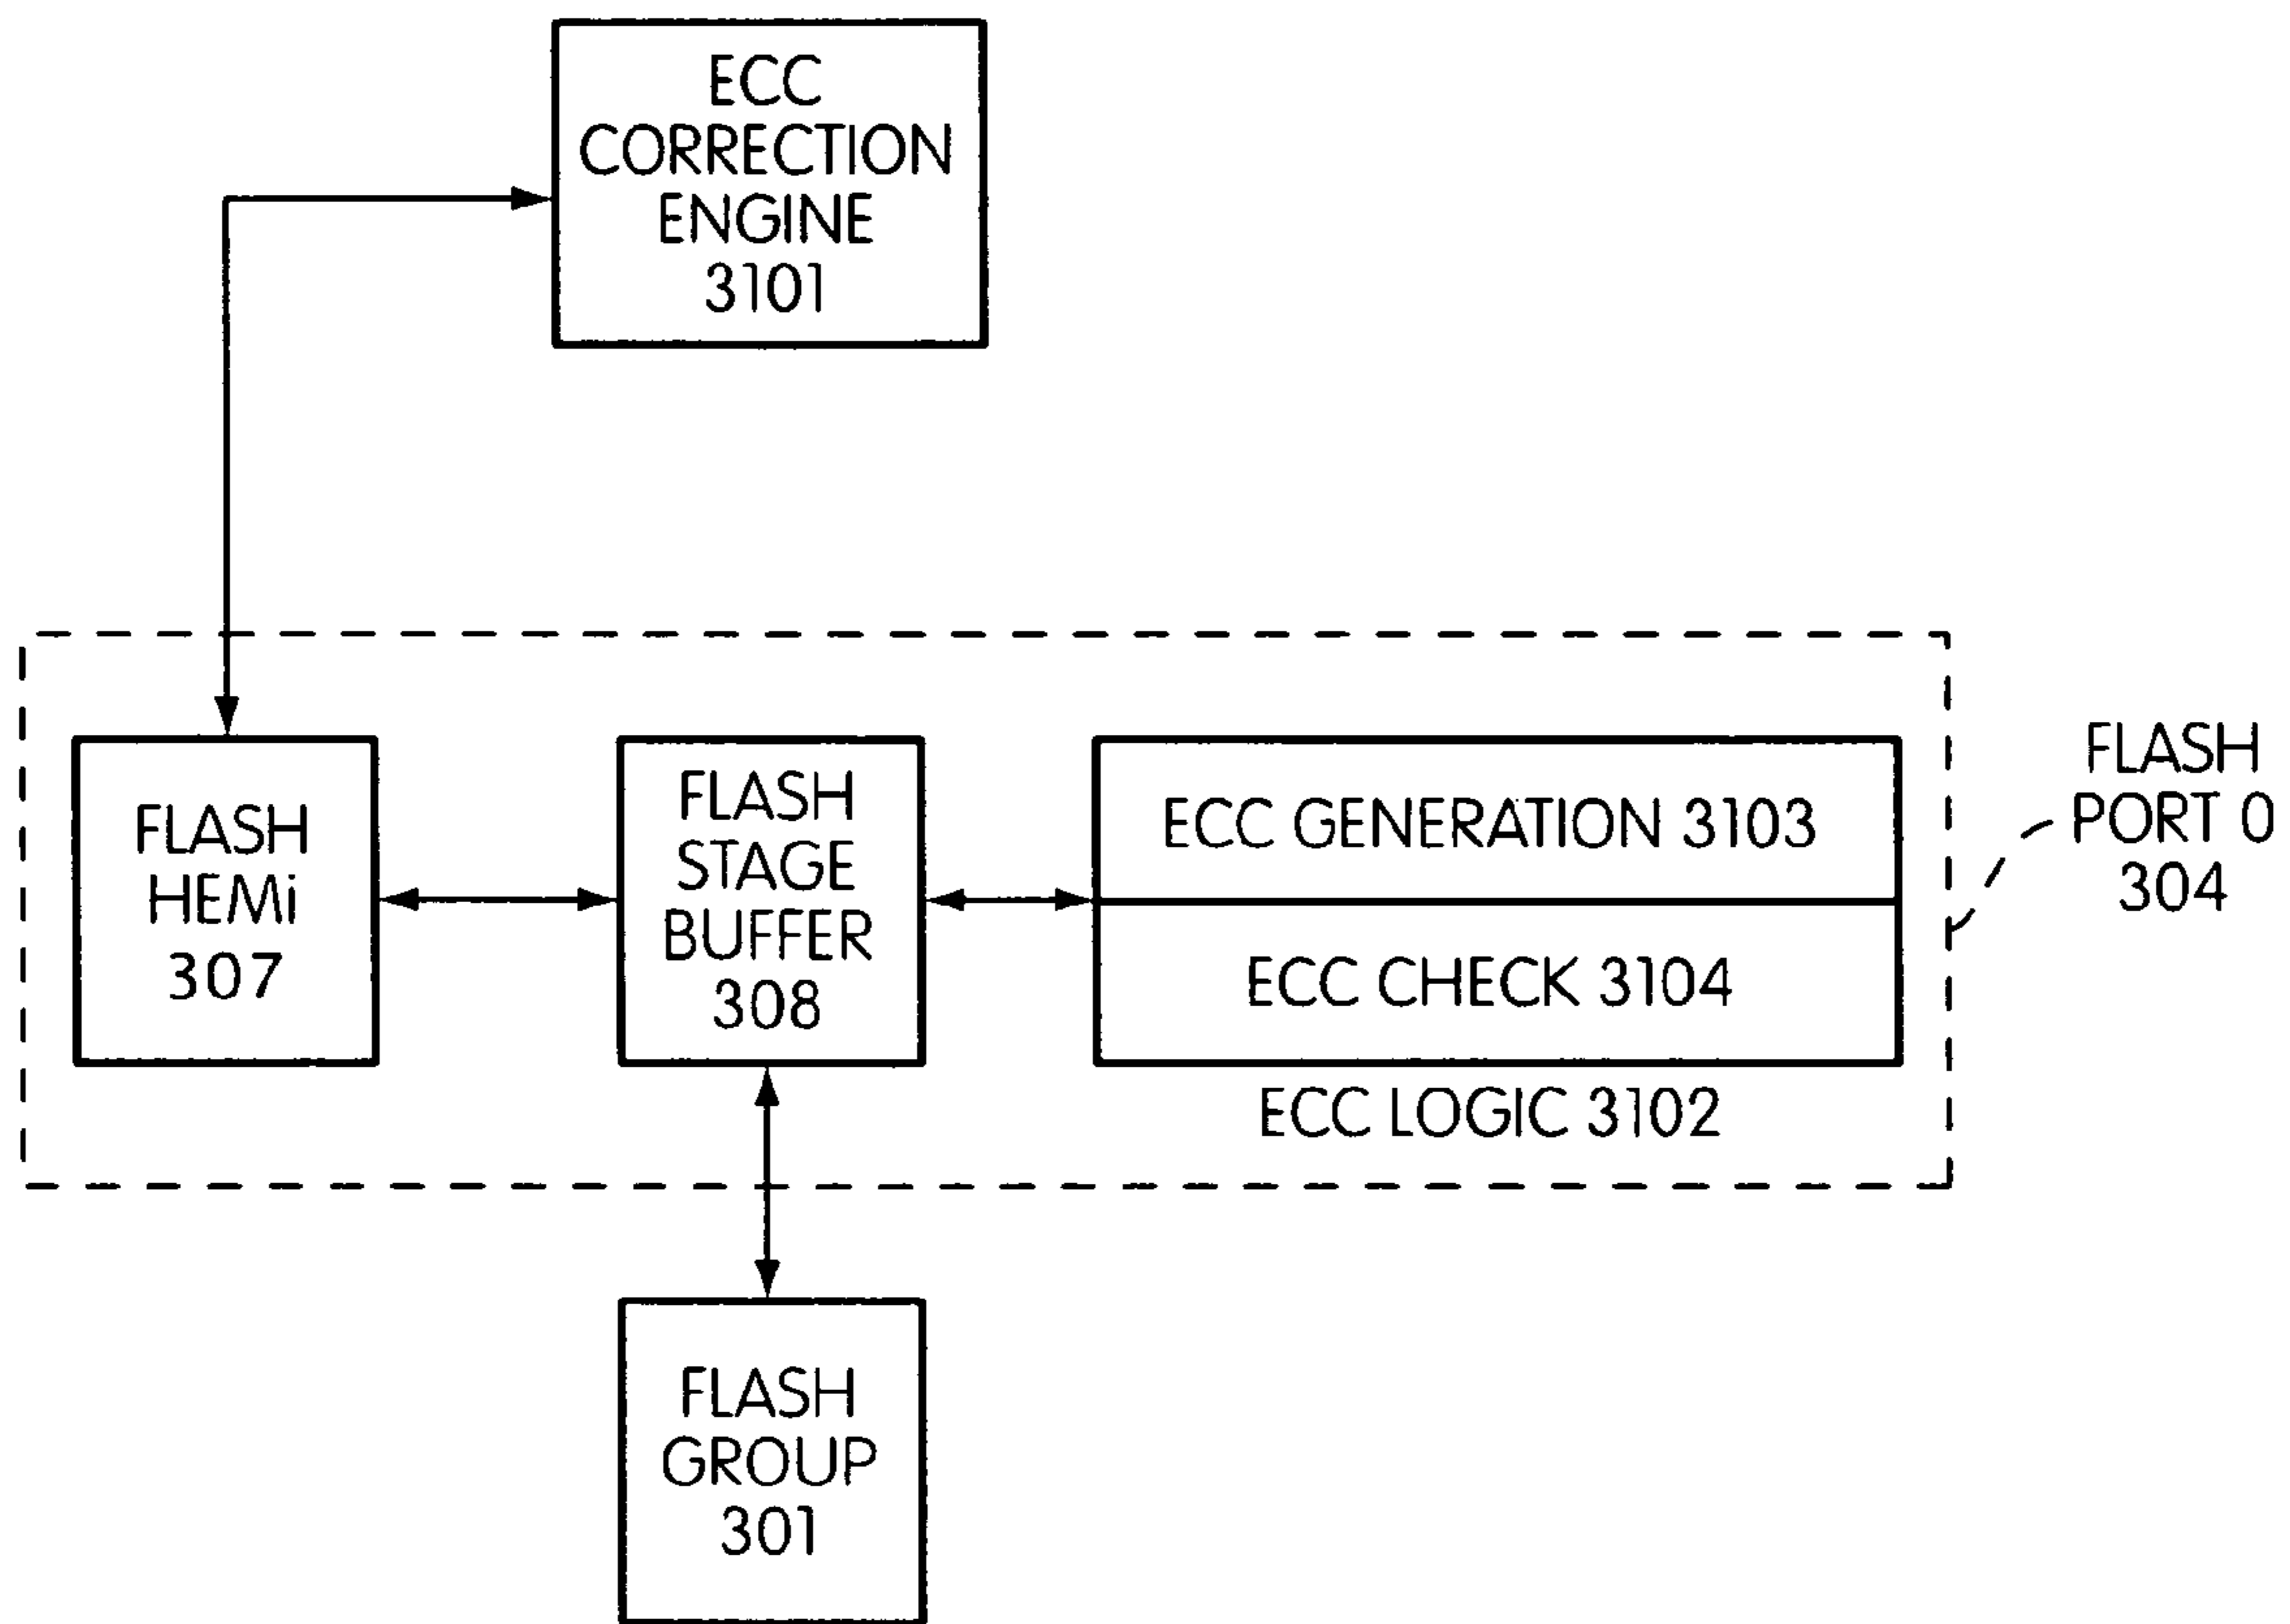 ECC
CORRECTION
ENGINE
3101
FLASH
HEMi
307
FLASH
STAGE
BUFFER
308
ECC GENERATION 3103
ECC CHECK 3104
ECC LOGIC 3102
FLASH
PORT 0
304
FLASH
GROUP
301